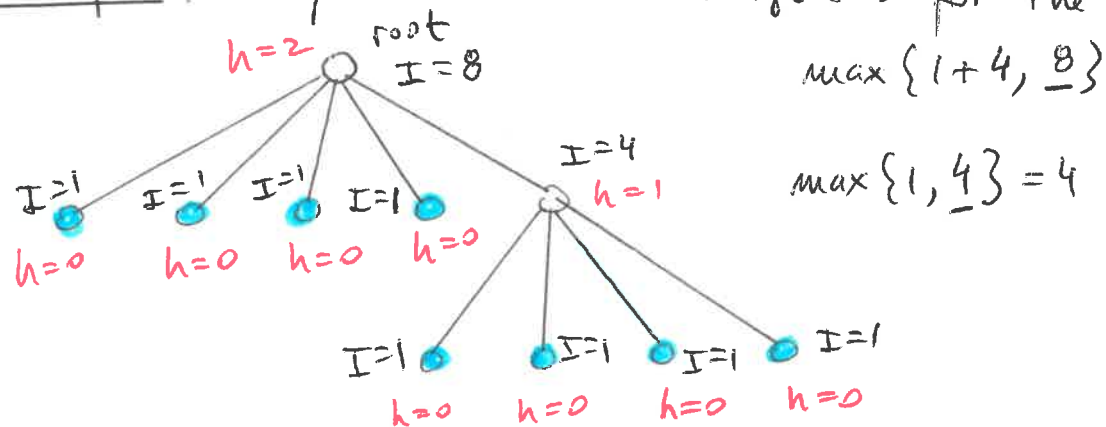 the
root
h=2
I=8
max {1+4, 8}
I=4
I=1 I=1 I=1 I=1
h=1
max {1, 4} = 4
h=0 h=0 h=0 h=0
I=1 I=1 I=1 I=1
h=0 h=0 h=0 h=0